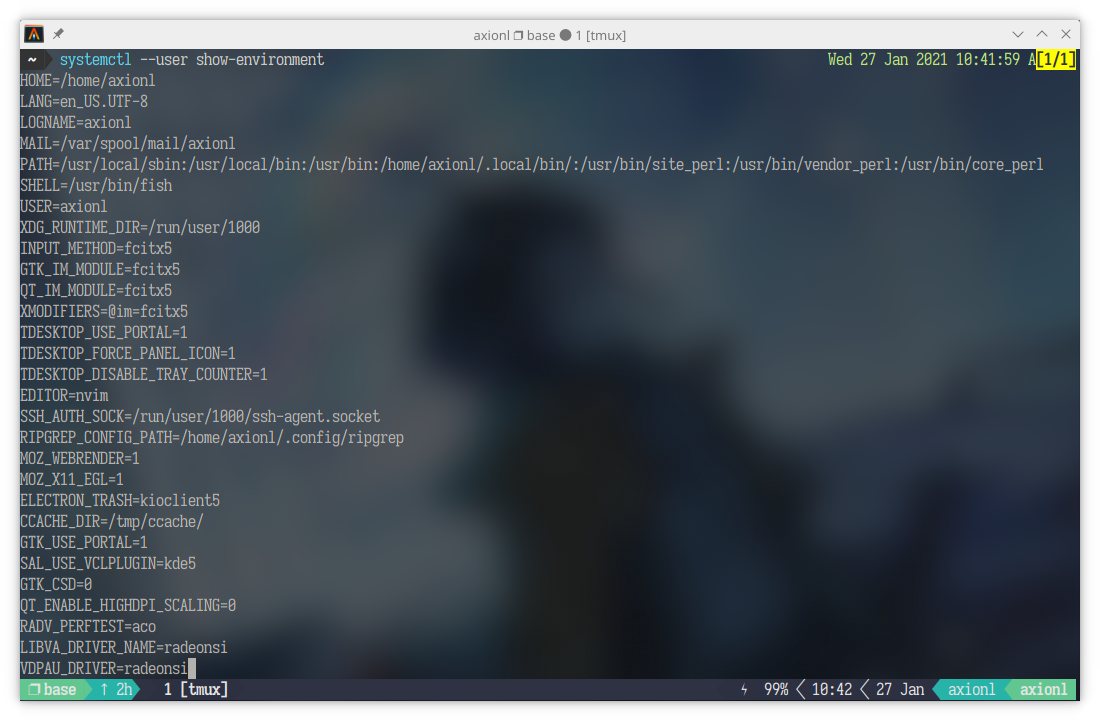 axionl ❐ base ● 1 [tmux]
~ systemctl --user show-environment Wed 27 Jan 2021 10:41:59 A[1/1]
HOME=/home/axionl
LANG=en_US.UTF-8
LOGNAME=axionl
MAIL=/var/spool/mail/axionl
PATH=/usr/local/sbin:/usr/local/bin:/usr/bin:/home/axionl/.local/bin/:/usr/bin/site_perl:/usr/bin/vendor_perl:/usr/bin/core_perl
SHELL=/usr/bin/fish
USER=axionl
XDG_RUNTIME_DIR=/run/user/1000
INPUT_METHOD=fcitx5
GTK_IM_MODULE=fcitx5
QT_IM_MODULE=fcitx5
XMODIFIERS=@im=fcitx5
TDESKTOP_USE_PORTAL=1
TDESKTOP_FORCE_PANEL_ICON=1
TDESKTOP_DISABLE_TRAY_COUNTER=1
EDITOR=nvim
SSH_AUTH_SOCK=/run/user/1000/ssh-agent.socket
RIPGREP_CONFIG_PATH=/home/axionl/.config/ripgrep
MOZ_WEBRENDER=1
MOZ_X11_EGL=1
ELECTRON_TRASH=kioclient5
CCACHE_DIR=/tmp/ccache/
GTK_USE_PORTAL=1
SAL_USE_VCLPLUGIN=kde5
GTK_CSD=0
QT_ENABLE_HIGHDPI_SCALING=0
RADV_PERFTEST=aco
LIBVA_DRIVER_NAME=radeonsi
VDPAU_DRIVER=radeonsi
❐ base ↑ 2h 1 [tmux] ⚡ 99% 10:42 27 Jan axionl axionl